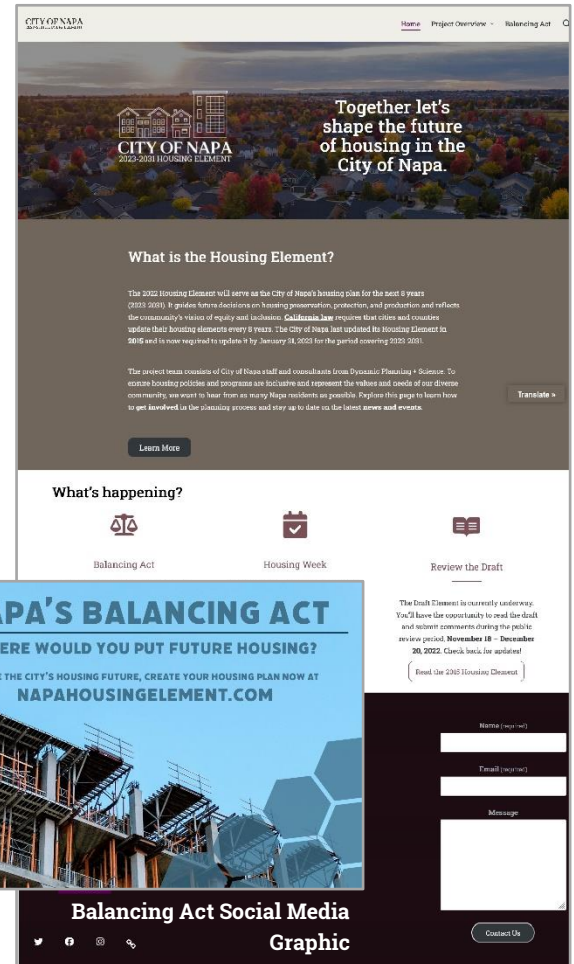 CITY OF NAPA
Home Project Overview Balancing Act
CITY OF NAPA
2023-2031 HOUSING ELEMENT
Together let's
shape the future
of housing in the
City of Napa.
What is the Housing Element?
The 2022 Housing Element will serve as the City of Napa's housing plan for the next 8 years
(2023-2031). It guides future decisions on housing preservation, protection, and production and reflects
the community's vision of equity and inclusion. California law requires that cities and counties
update their housing elements every 8 years. The City of Napa last updated its Housing Element in
2015 and is now required to update it by January 31, 2023 for the period covering 2023-2031.
The project team consists of City of Napa staff and consultants from Dynamic Planning + Science. To
ensure housing policies and programs are inclusive and represent the values and needs of our diverse
community, we want to hear from as many Napa residents as possible. Explore this page to learn how
to get involved in the planning process and stay up to date on the latest news and events.
Translate »
Learn More
What's happening?
Balancing Act
Housing Week
Review the Draft
The Draft Element is currently underway.
You'll have the opportunity to read the draft
and submit comments during the public
review period, November 18 – December
20, 2022. Check back for updates!
Read the 2015 Housing Element
APA'S BALANCING ACT
ERE WOULD YOU PUT FUTURE HOUSING?
THE CITY'S HOUSING FUTURE, CREATE YOUR HOUSING PLAN NOW AT
NAPAHOUSINGELEMENT.COM
Name (required)
Email (required)
Message
Contact Us
Balancing Act Social Media
Graphic